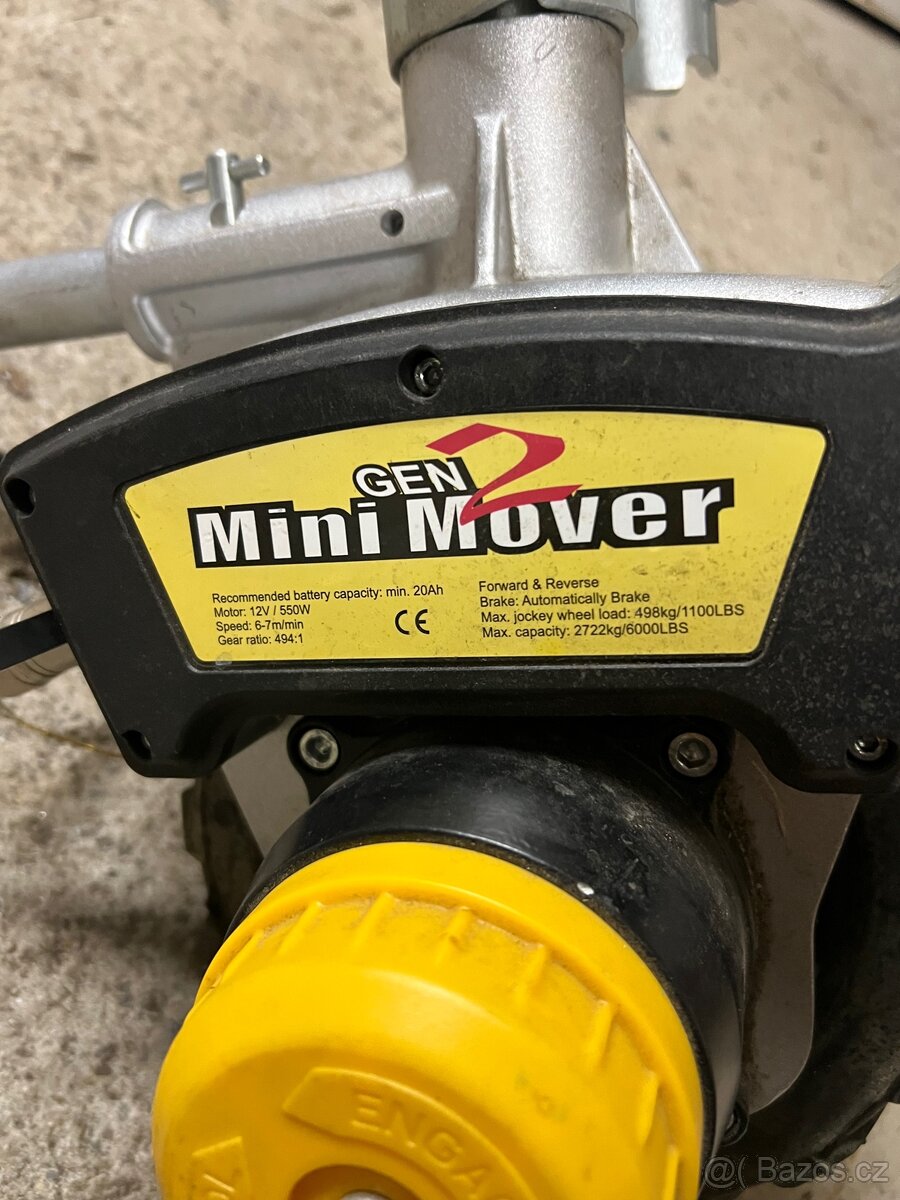 GEN 2
Mini Mover
Recommended battery capacity: min. 20Ah
Motor: 12V / 550W
Speed: 6-7m/min
Gear ratio: 494:1
CE
Forward & Reverse
Brake: Automatically Brake
Max. jockey wheel load: 498kg/1100LBS
Max. capacity: 2722kg/6000LBS
ENGA
@( Bazos.cz